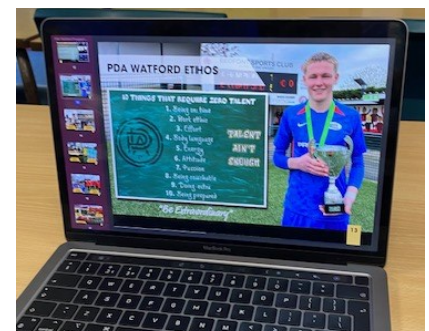 SPORTS CLUB
PDA WATFORD ETHOS
10 THINGS THAT REQUIRE ZERO TALENT
1. Being on time
2. Work ethic
3. Effort
4. Body language
5. Energy
6. Attitude
7. Passion
8. Being coachable
9. Doing extra
10. Being prepared
TALENT
AIN'T
ENOUGH
"Be Extraordinary"
13
MacBook Pro